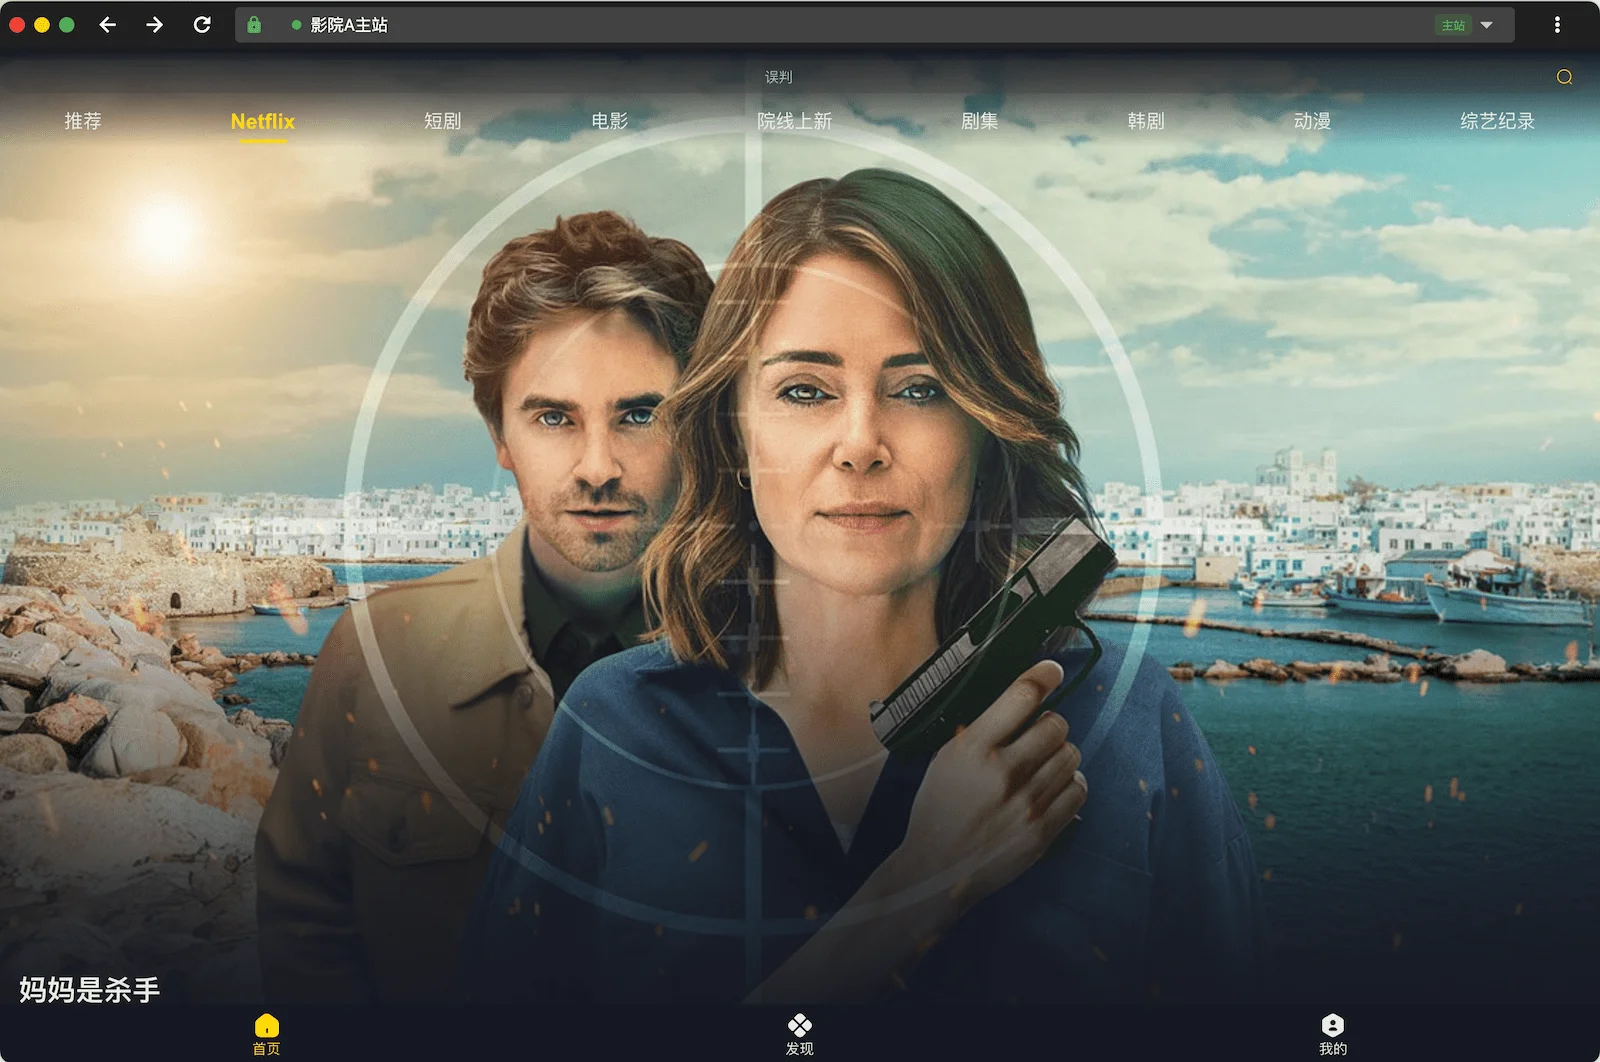 影院A主站
主站
误判
推荐
Netflix
短剧
电影
院线上新
剧集
韩剧
动漫
综艺纪录
妈妈是杀手
首页
发现
我的